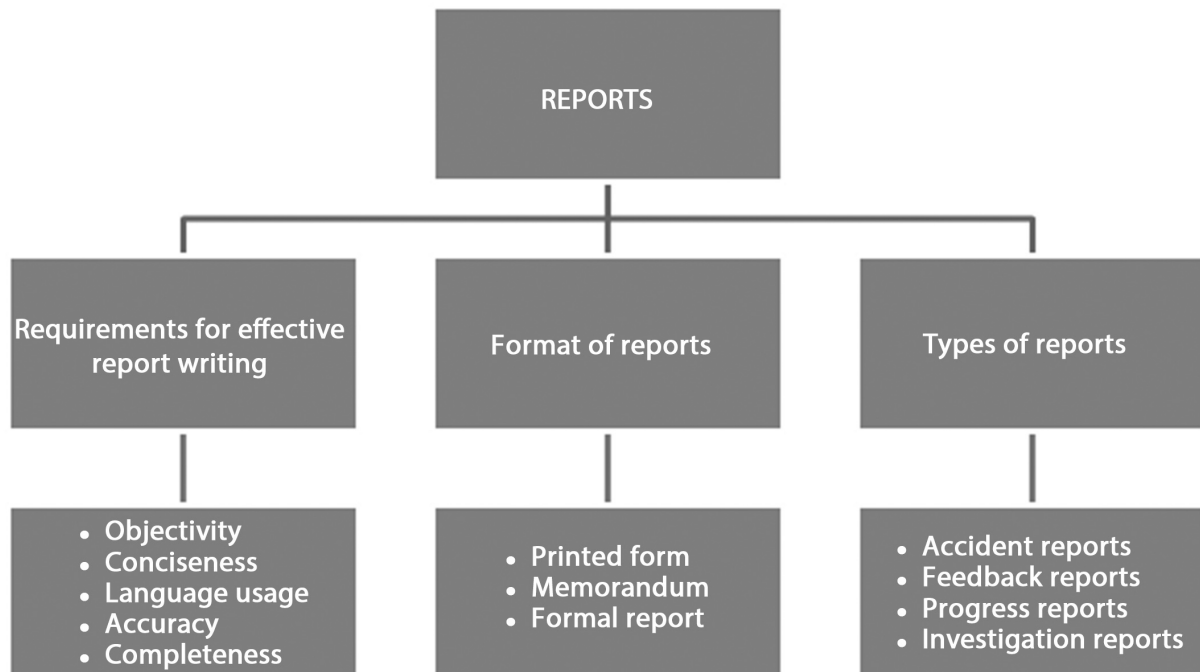 REPORTS
Requirements for effective
report writing
Format of reports
Types of reports
• Objectivity
• Conciseness
• Language usage
• Accuracy
• Completeness
• Printed form
• Memorandum
• Formal report
• Accident reports
• Feedback reports
• Progress reports
• Investigation reports